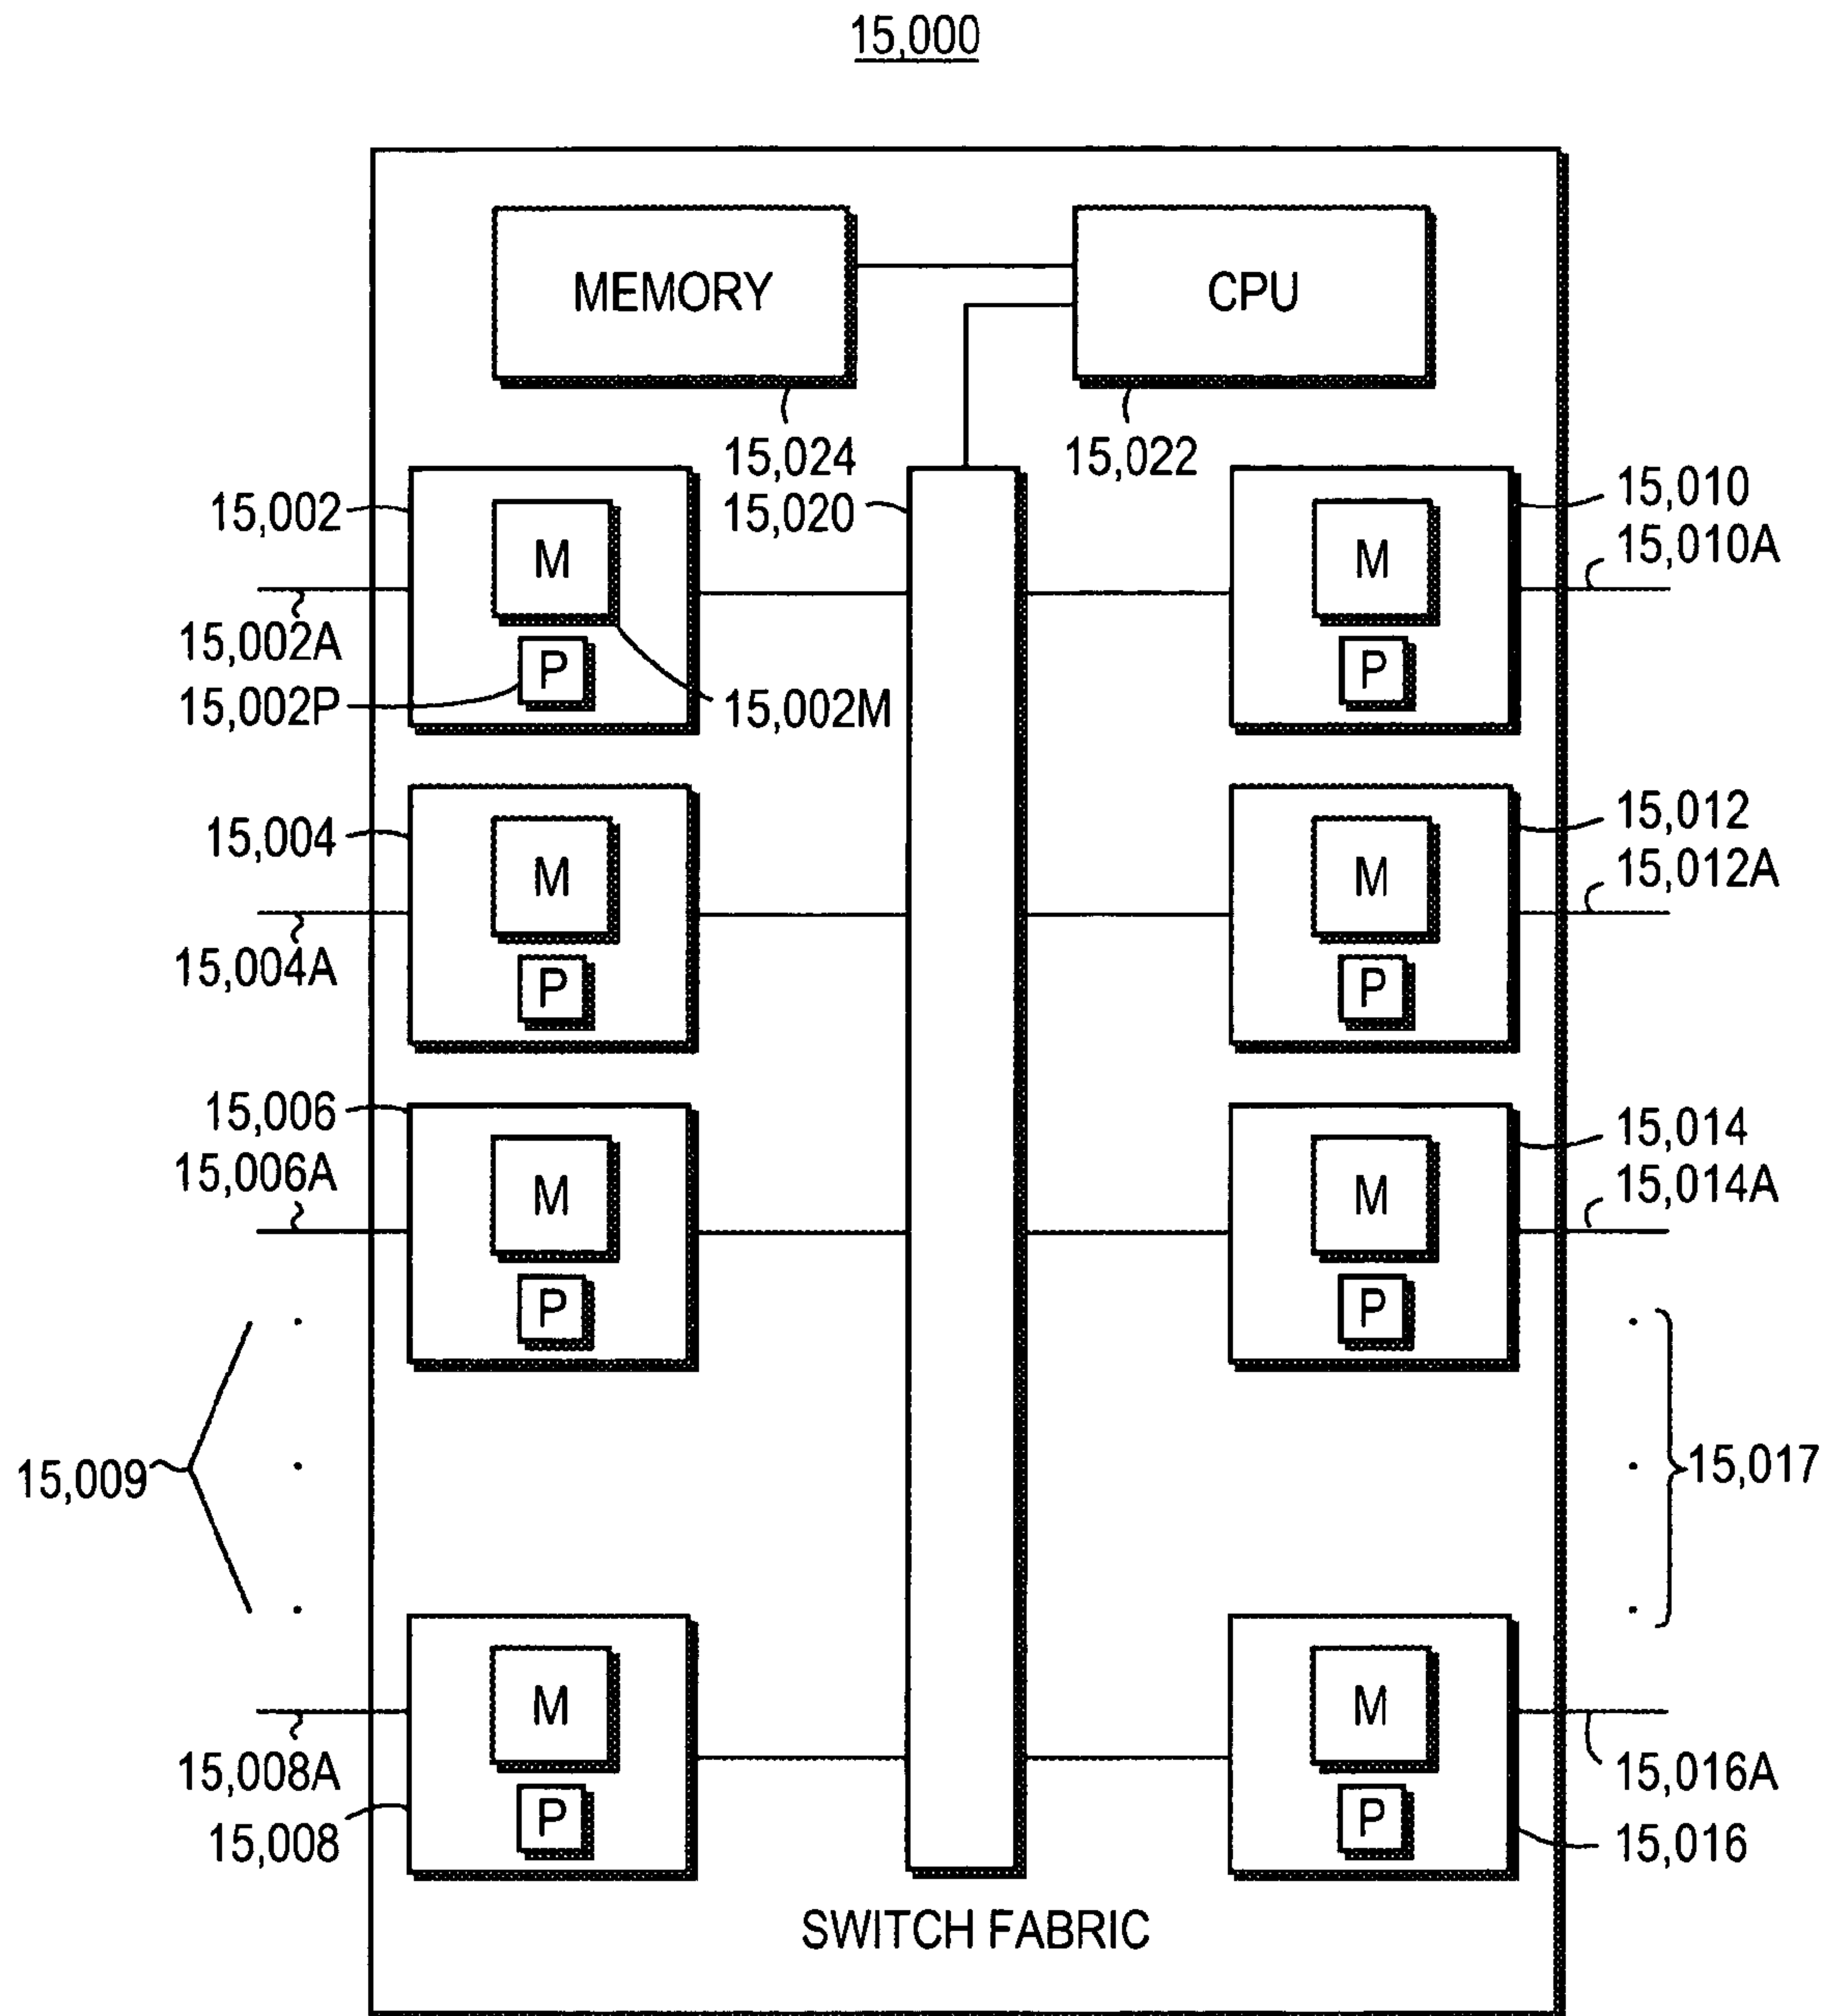 15,000
MEMORY
CPU
15,024
15,022
15,002
15,020
15,010
M
M
15,010A
15,002A
P
P
15,002P
15,002M
15,004
M
M
15,012
15,012A
15,004A
P
P
15,006
15,014
15,006A
M
M
15,014A
P
P
15,009
15,017
M
M
15,008A
15,016A
P
P
15,008
15,016
SWITCH FABRIC